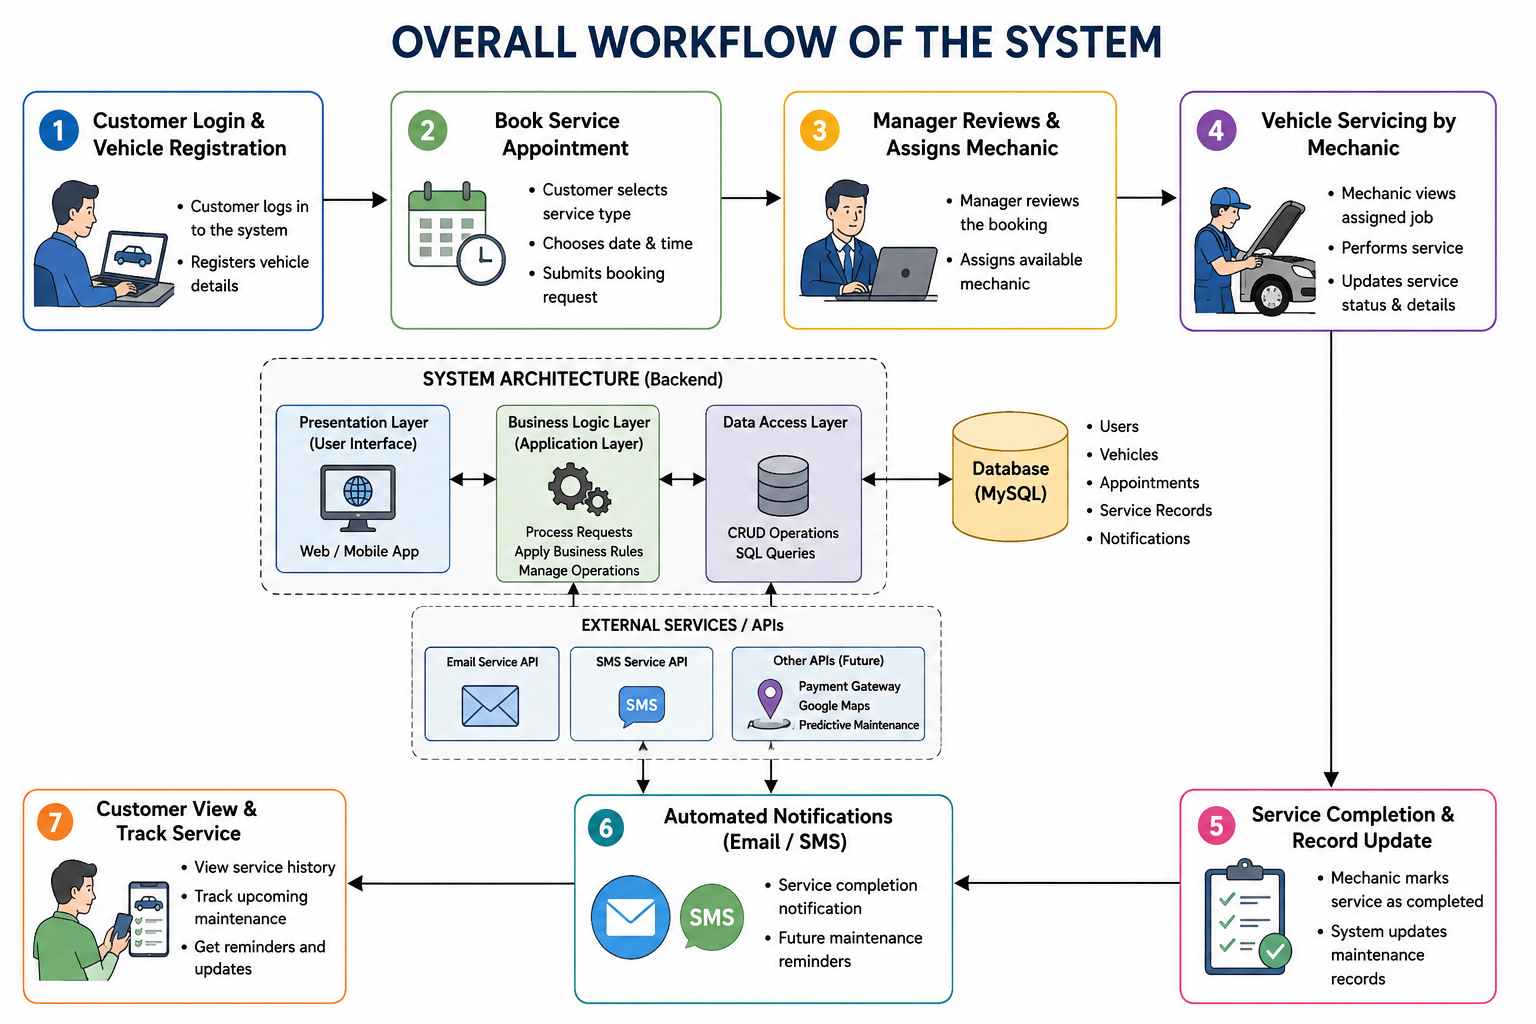 OVERALL WORKFLOW OF THE SYSTEM
1
Customer Login &
Vehicle Registration
• Customer logs in
to the system
• Registers vehicle
details
2
Book Service
Appointment
• Customer selects
service type
• Chooses date & time
• Submits booking
request
3
Manager Reviews &
Assigns Mechanic
• Manager reviews
the booking
• Assigns available
mechanic
4
Vehicle Servicing by
Mechanic
• Mechanic views
assigned job
• Performs service
• Updates service
status & details
SYSTEM ARCHITECTURE (Backend)
Presentation Layer
(User Interface)
Web / Mobile App
Business Logic Layer
(Application Layer)
Process Requests
Apply Business Rules
Manage Operations
Data Access Layer
CRUD Operations
SQL Queries
Database
(MySQL)
• Users
• Vehicles
• Appointments
• Service Records
• Notifications
EXTERNAL SERVICES / APIs
Email Service API
SMS Service API
SMS
Other APIs (Future)
Payment Gateway
Google Maps
Predictive Maintenance
7
Customer View &
Track Service
• View service history
• Track upcoming
maintenance
• Get reminders and
updates
6
Automated Notifications
(Email / SMS)
SMS
• Service completion
notification
• Future maintenance
reminders
5
Service Completion &
Record Update
• Mechanic marks
service as completed
• System updates
maintenance
records